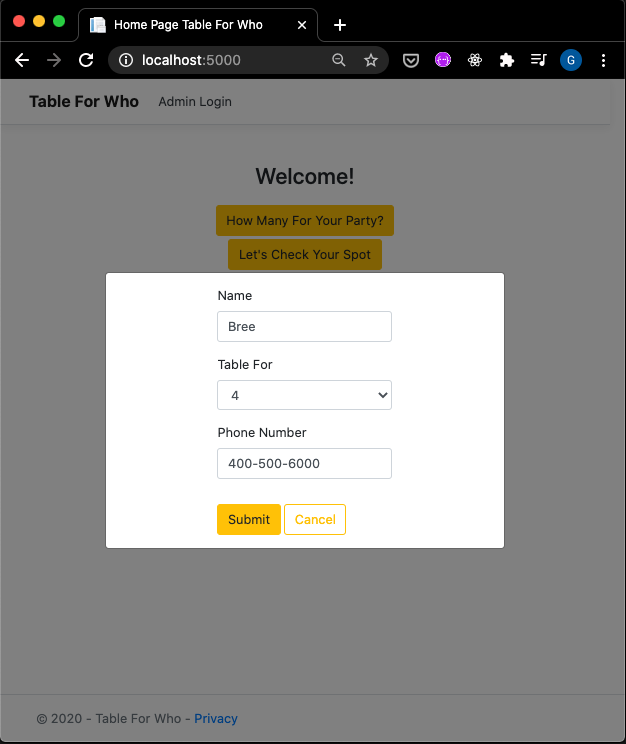 Home Page Table For Who
localhost:5000
G
Table For Who Admin Login
Welcome!
How Many For Your Party?
Let's Check Your Spot
Name
Bree
Table For
4
Phone Number
400-500-6000
Submit Cancel
© 2020 - Table For Who - Privacy